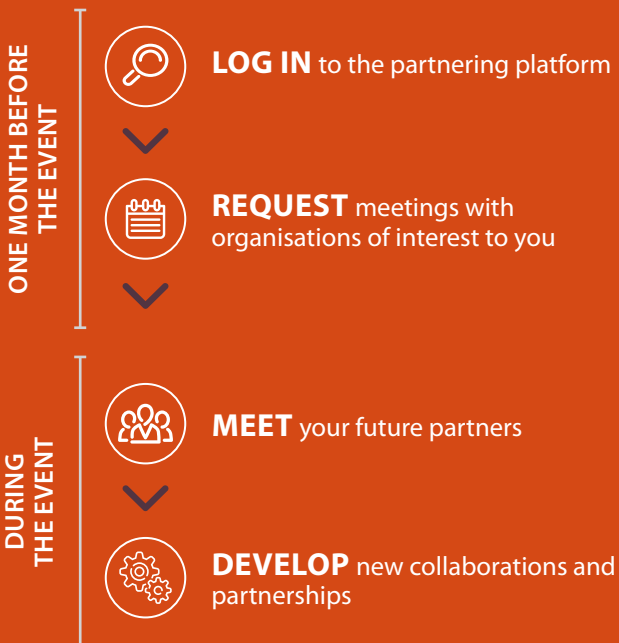 ONE MONTH BEFORE
THE EVENT
LOG IN to the partnering platform
REQUEST meetings with
organisations of interest to you
DURING
THE EVENT
MEET your future partners
DEVELOP new collaborations and
partnerships